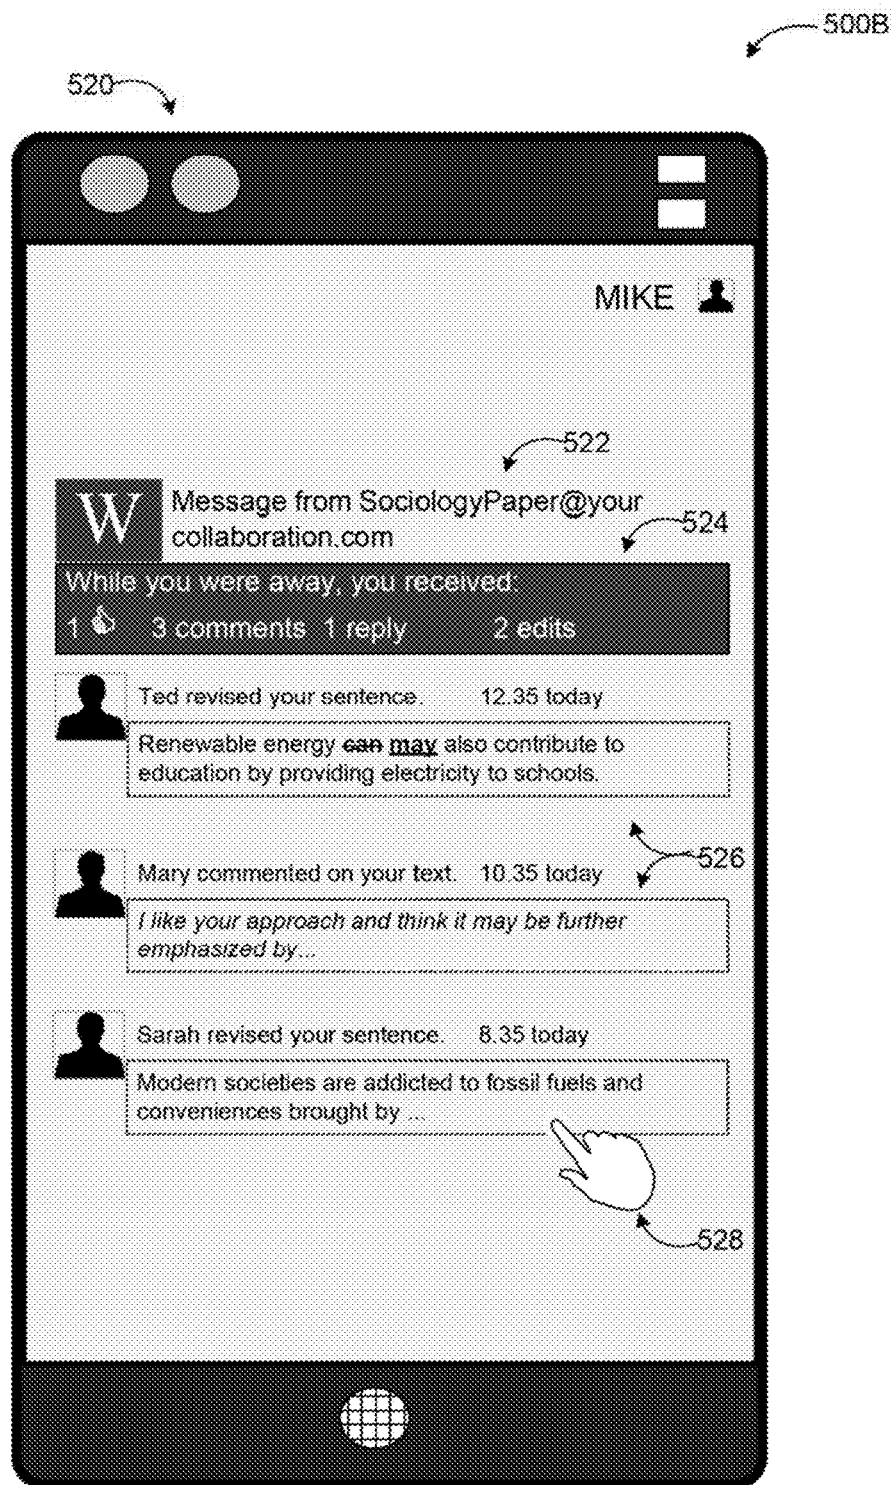 500B
520
MIKE
522
W
Message from SociologyPaper@your
collaboration.com
524
While you were away, you received:
1 3 comments 1 reply 2 edits
Ted revised your sentence. 12.35 today
Renewable energy can may also contribute to
education by providing electricity to schools.
526
Mary commented on your text. 10.35 today
I like your approach and think it may be further
emphasized by...
Sarah revised your sentence. 8.35 today
Modern societies are addicted to fossil fuels and
conveniences brought by ...
528